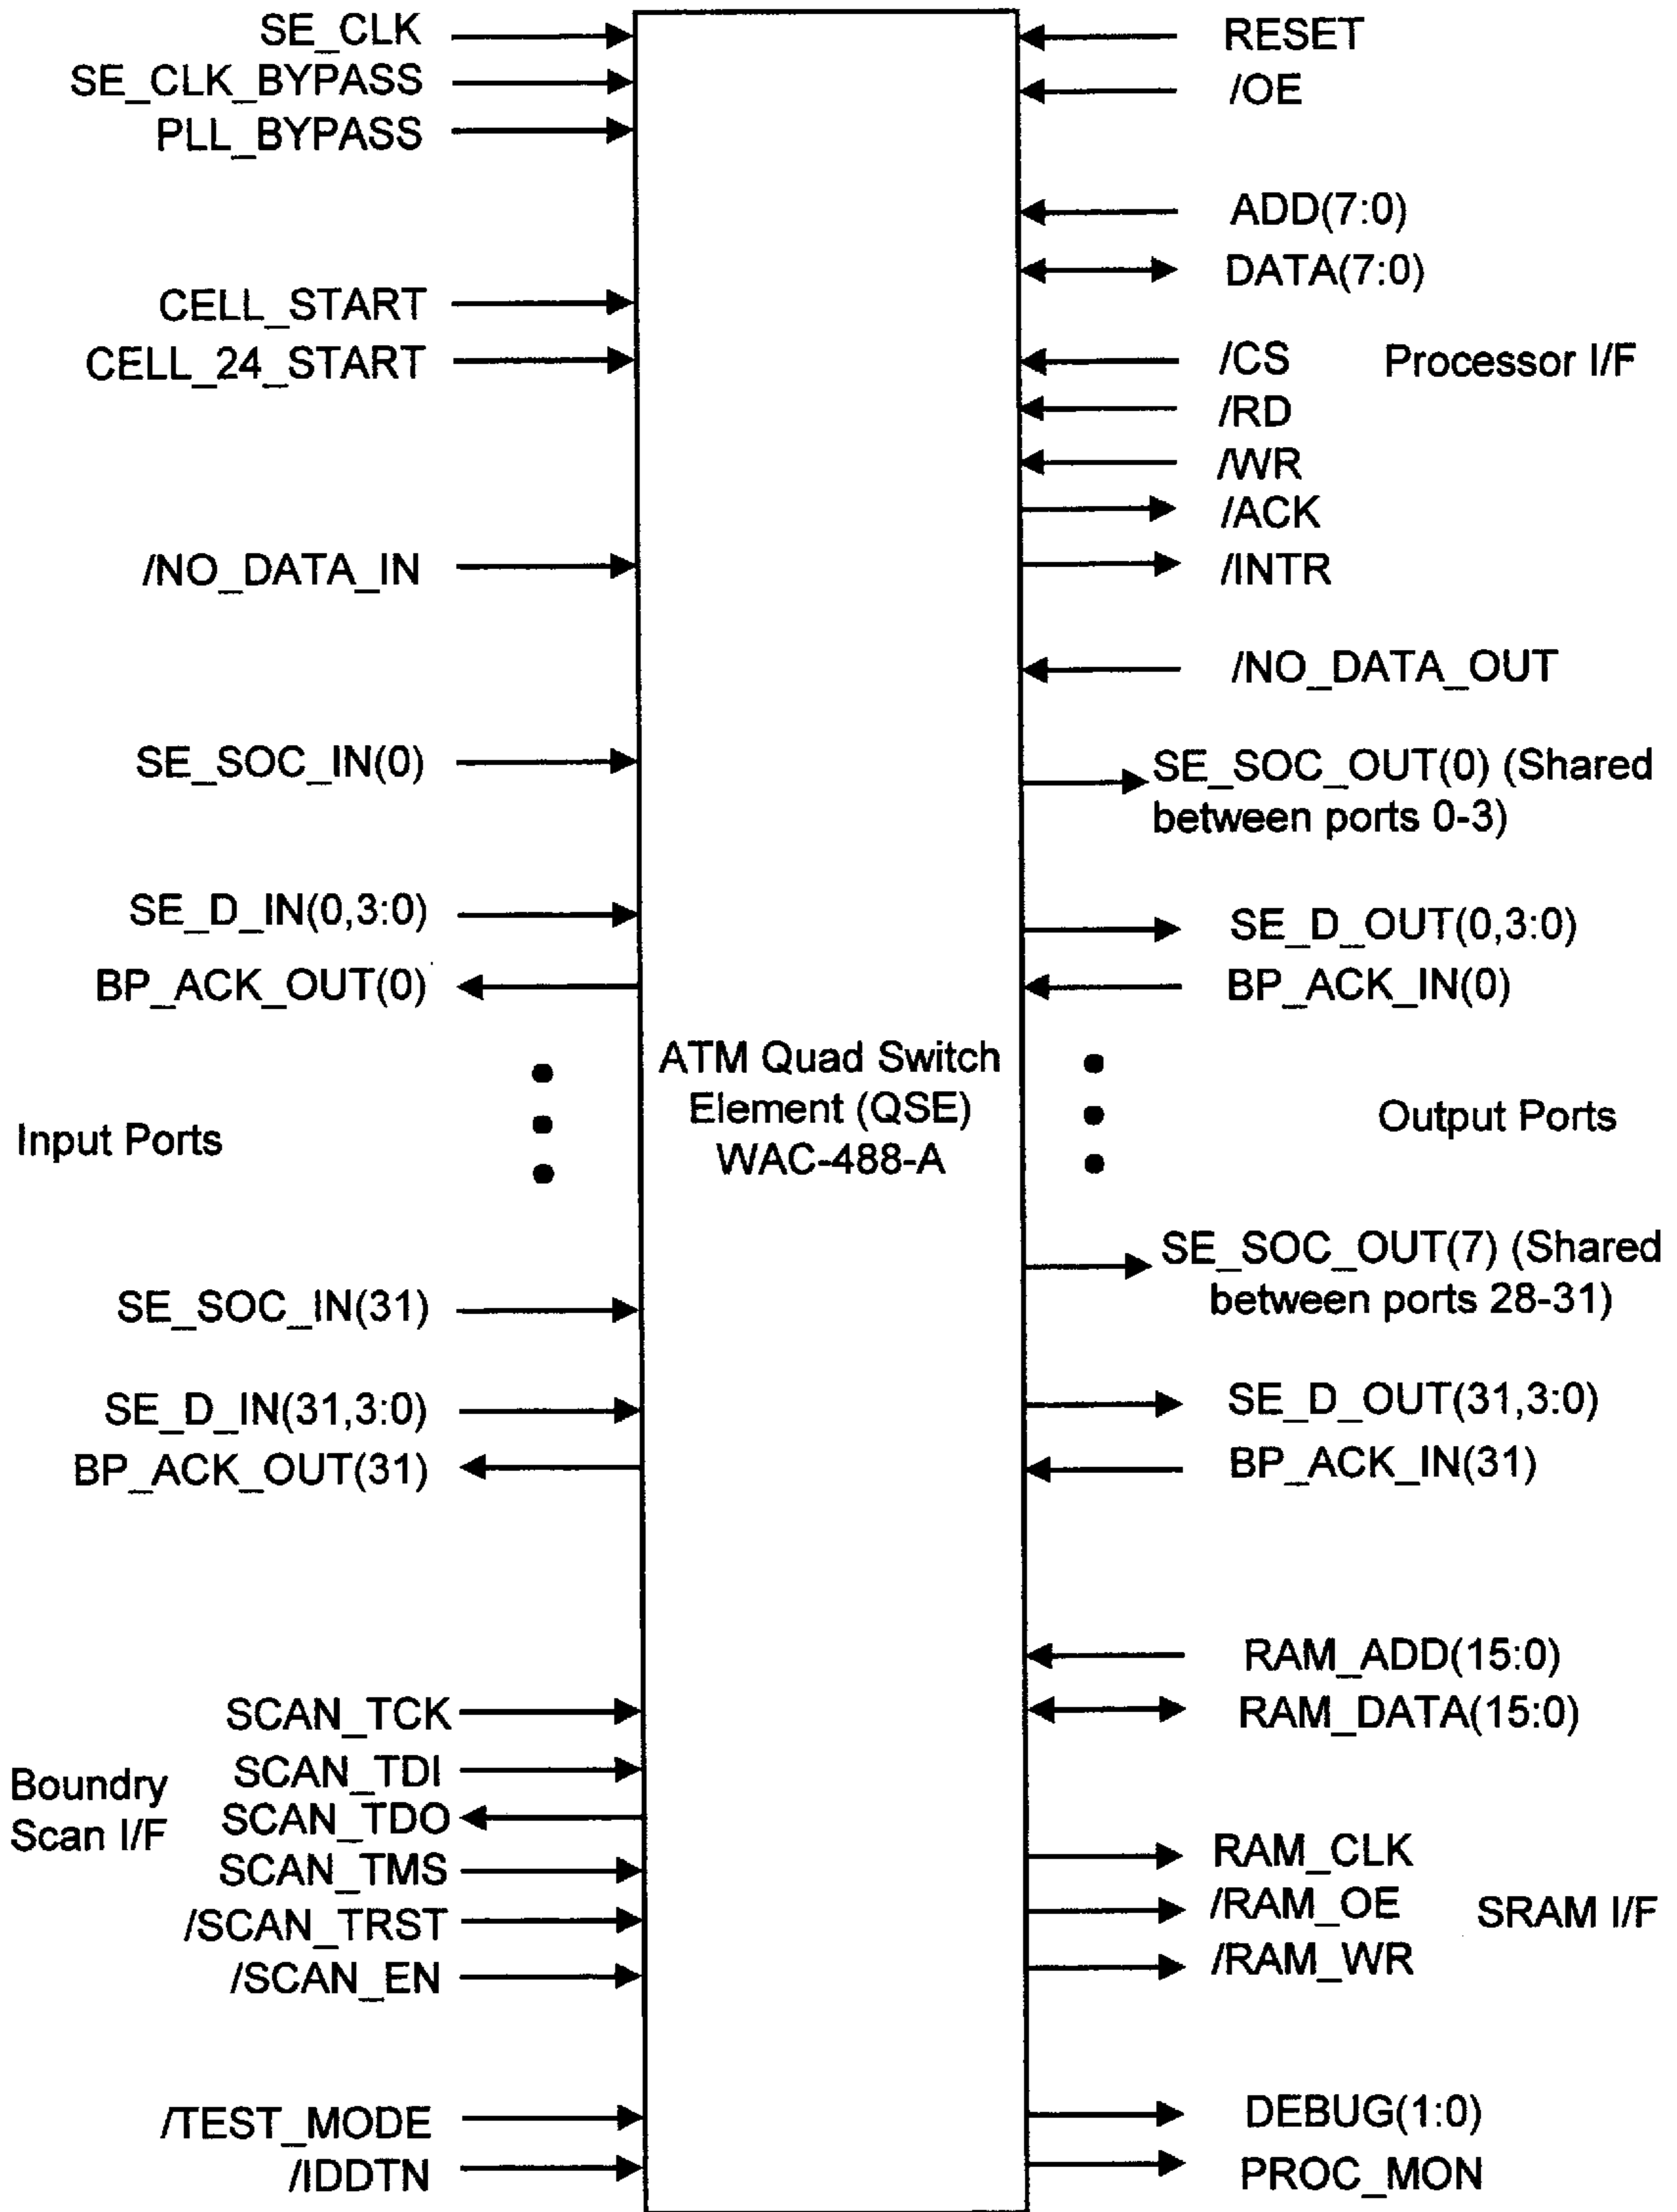 SE_CLK
SE_CLK_BYPASS
PLL_BYPASS
CELL_START
CELL_24_START
/NO_DATA_IN
SE_SOC_IN(0)
SE_D_IN(0,3:0)
BP_ACK_OUT(0)
Input Ports
SE_SOC_IN(31)
SE_D_IN(31,3:0)
BP_ACK_OUT(31)
Boundry
Scan I/F
SCAN_TCK
SCAN_TDI
SCAN_TDO
SCAN_TMS
/SCAN_TRST
/SCAN_EN
/TEST_MODE
/IDDTN
ATM Quad Switch
Element (QSE)
WAC-488-A
RESET
/OE
ADD(7:0)
DATA(7:0)
/CS
Processor I/F
/RD
/WR
/ACK
/INTR
/NO_DATA_OUT
SE_SOC_OUT(0) (Shared
between ports 0-3)
SE_D_OUT(0,3:0)
BP_ACK_IN(0)
Output Ports
SE_SOC_OUT(7) (Shared
between ports 28-31)
SE_D_OUT(31,3:0)
BP_ACK_IN(31)
RAM_ADD(15:0)
RAM_DATA(15:0)
RAM_CLK
/RAM_OE
SRAM I/F
/RAM_WR
DEBUG(1:0)
PROC_MON